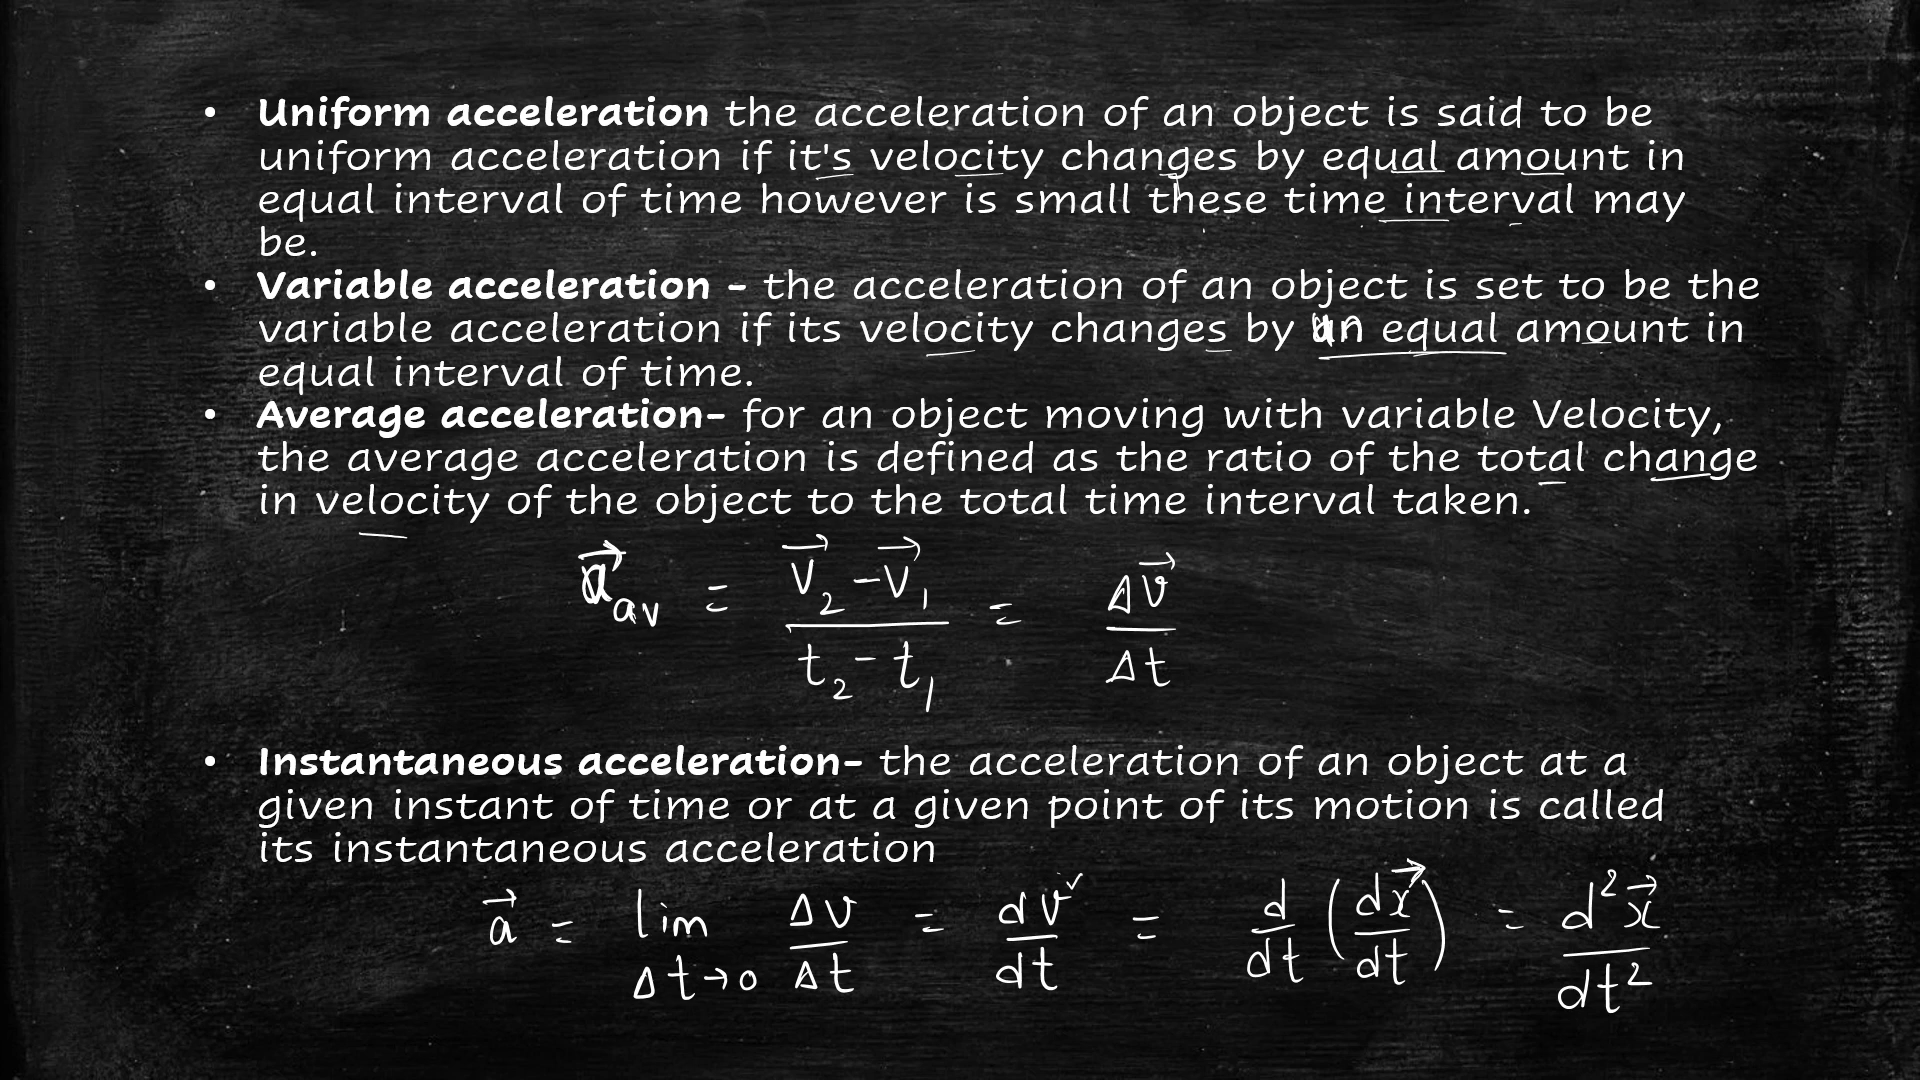 • Uniform acceleration the acceleration of an object is said to be
uniform acceleration if it's velocity changes by equal amount in
equal interval of time however is small these time interval may
be.
• Variable acceleration - the acceleration of an object is set to be the
variable acceleration if its velocity changes by un equal amount in
equal interval of time.
• Average acceleration- for an object moving with variable Velocity,
the average acceleration is defined as the ratio of the total change
in velocity of the object to the total time interval taken.
a⃗_av = (v⃗₂ - v⃗₁)/(t₂ - t₁) = Δv⃗/Δt
• Instantaneous acceleration- the acceleration of an object at a
given instant of time or at a given point of its motion is called
its instantaneous acceleration
a⃗ = lim Δt→0 Δv/Δt = dv/dt = d/dt (dx⃗/dt) = d²x⃗/dt²